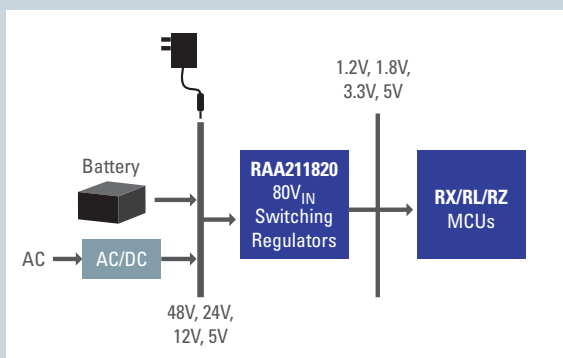 1.2V, 1.8V,
3.3V, 5V
Battery
RAA211820
80VIN
Switching
Regulators
RX/RL/RZ
MCUs
AC
AC/DC
48V, 24V,
12V, 5V